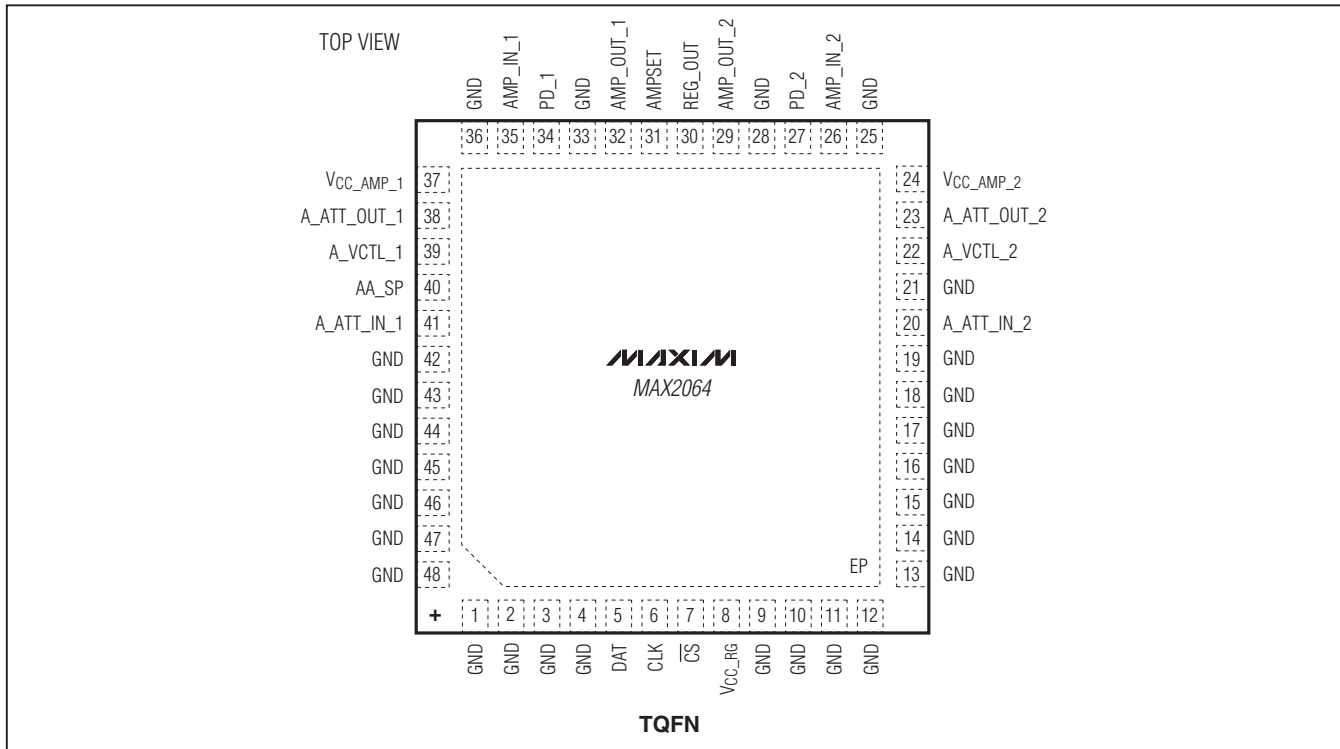 TOP VIEW
GND
AMP_IN_1
PD_1
GND
AMP_OUT_1
AMPSET
REG_OUT
AMP_OUT_2
GND
PD_2
AMP_IN_2
GND
36 35 34 33 32 31 30 29 28 27 26 25
VCC_AMP_1 37
A_ATT_OUT_1 38
A_VCTL_1 39
AA_SP 40
A_ATT_IN_1 41
GND 42
GND 43
GND 44
GND 45
GND 46
GND 47
GND 48
24 VCC_AMP_2
23 A_ATT_OUT_2
22 A_VCTL_2
21 GND
20 A_ATT_IN_2
19 GND
18 GND
17 GND
16 GND
15 GND
14 GND
13 GND
MAXIM
MAX2064
EP
+ 1 2 3 4 5 6 7 8 9 10 11 12
GND
GND
GND
GND
DAT
CLK
C̅S̅
VCC_RG
GND
GND
GND
GND
TQFN